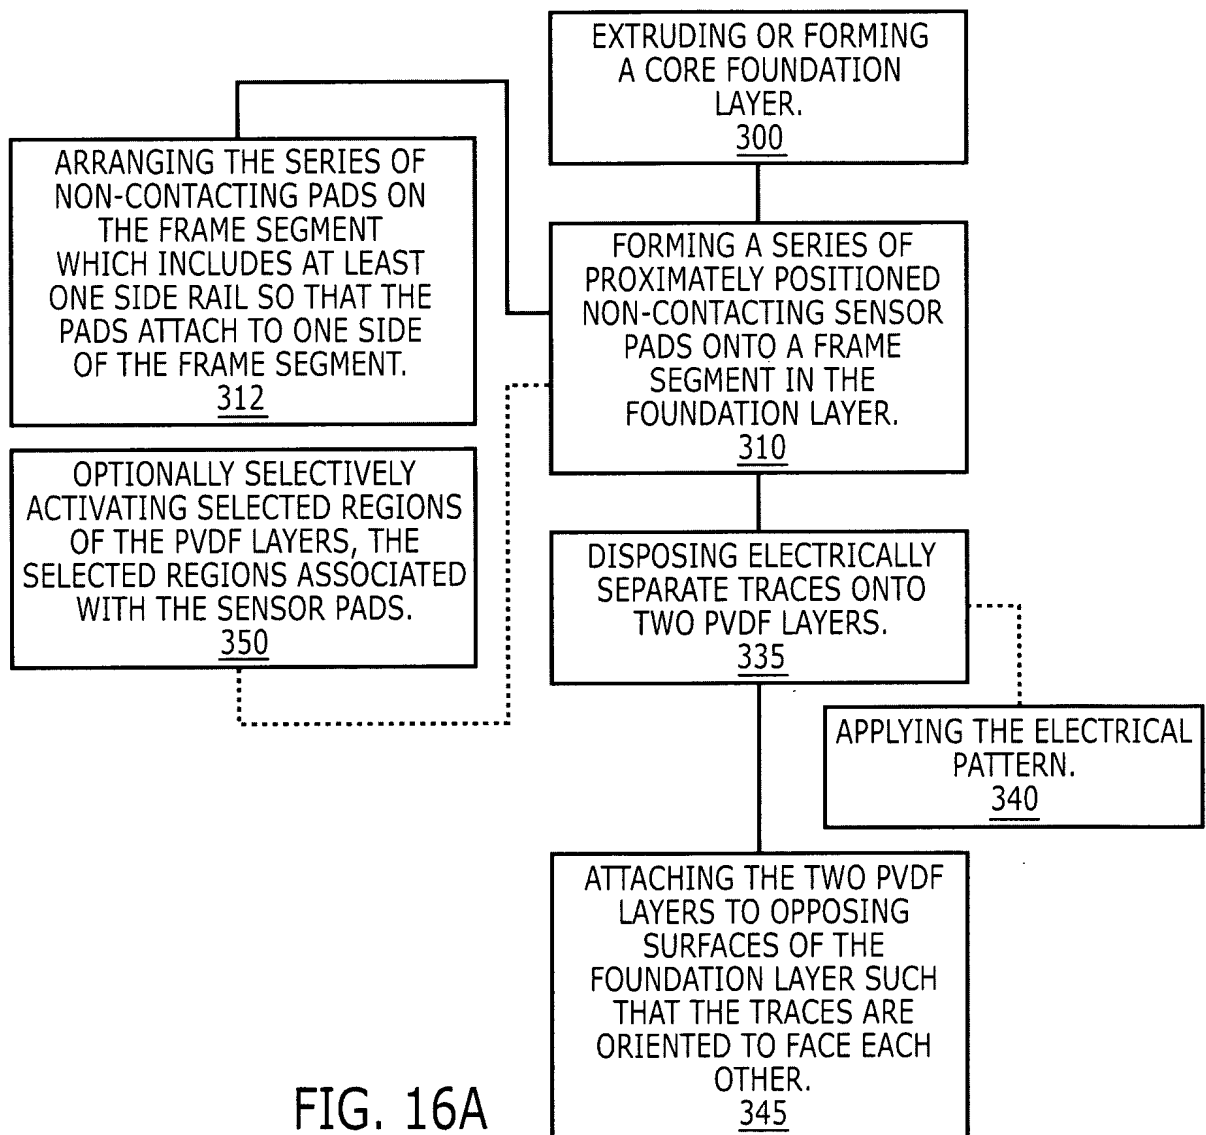 EXTRUDING OR FORMING
A CORE FOUNDATION
LAYER.
300
ARRANGING THE SERIES OF
NON-CONTACTING PADS ON
THE FRAME SEGMENT
WHICH INCLUDES AT LEAST
ONE SIDE RAIL SO THAT THE
PADS ATTACH TO ONE SIDE
OF THE FRAME SEGMENT.
312
FORMING A SERIES OF
PROXIMATELY POSITIONED
NON-CONTACTING SENSOR
PADS ONTO A FRAME
SEGMENT IN THE
FOUNDATION LAYER.
310
OPTIONALLY SELECTIVELY
ACTIVATING SELECTED REGIONS
OF THE PVDF LAYERS, THE
SELECTED REGIONS ASSOCIATED
WITH THE SENSOR PADS.
350
DISPOSING ELECTRICALLY
SEPARATE TRACES ONTO
TWO PVDF LAYERS.
335
APPLYING THE ELECTRICAL
PATTERN.
340
ATTACHING THE TWO PVDF
LAYERS TO OPPOSING
SURFACES OF THE
FOUNDATION LAYER SUCH
THAT THE TRACES ARE
ORIENTED TO FACE EACH
OTHER.
345
FIG. 16A